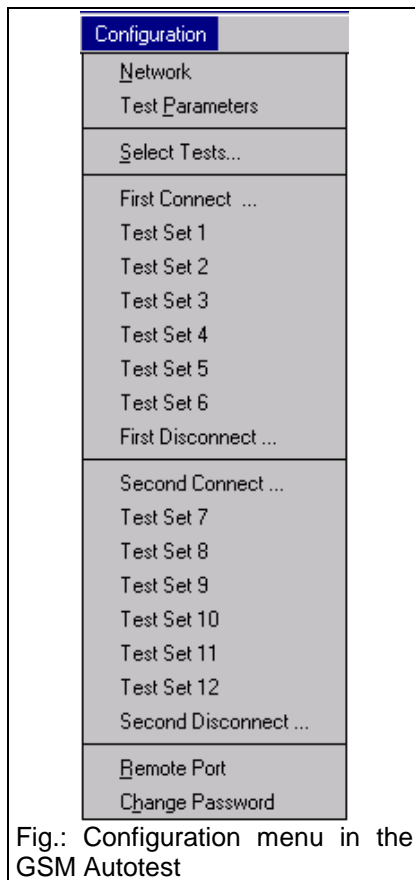 Configuration
Network
Test Parameters
Select Tests...
First Connect ...
Test Set 1
Test Set 2
Test Set 3
Test Set 4
Test Set 5
Test Set 6
First Disconnect ...
Second Connect ...
Test Set 7
Test Set 8
Test Set 9
Test Set 10
Test Set 11
Test Set 12
Second Disconnect ...
Remote Port
Change Password
Fig.: Configuration menu in the
GSM Autotest